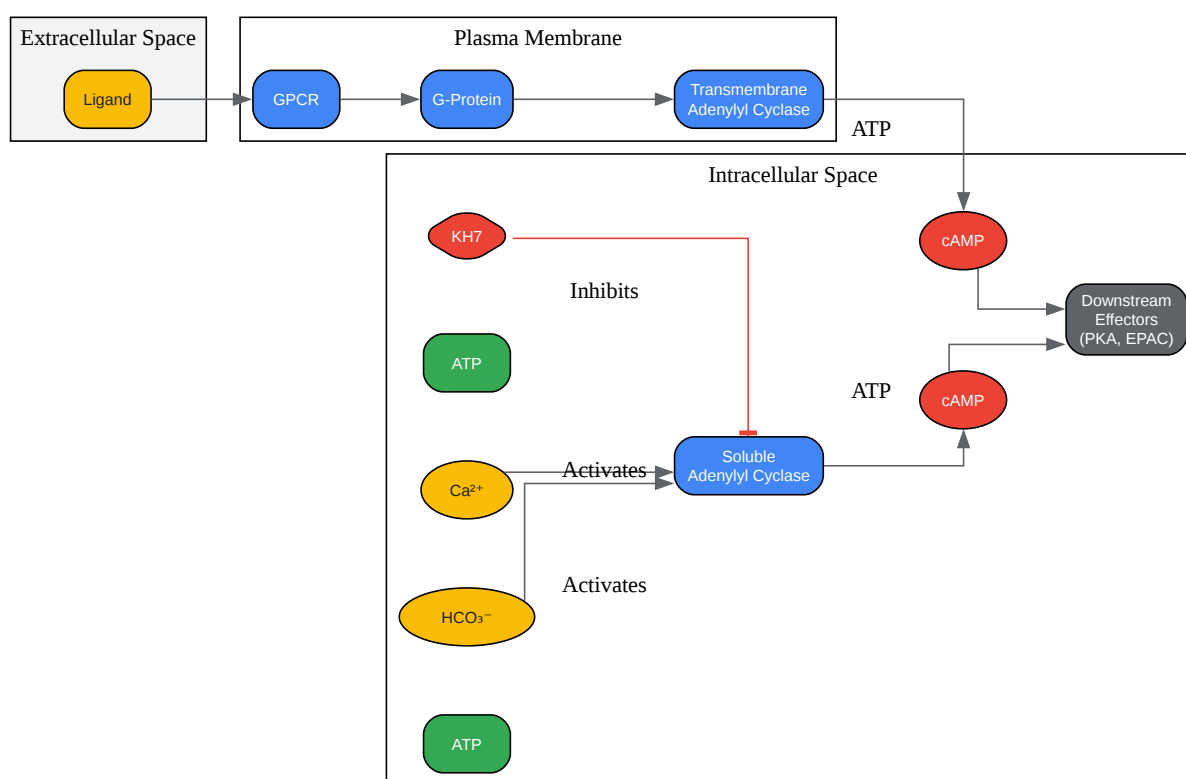 Extracellular Space
Plasma Membrane
Ligand
GPCR
G-Protein
Transmembrane
Adenylyl Cyclase
ATP
Intracellular Space
KH7
cAMP
Inhibits
Downstream
Effectors
(PKA, EPAC)
ATP
ATP
cAMP
Soluble
Adenylyl Cyclase
Activates
Ca²⁺
Activates
HCO₃⁻
ATP